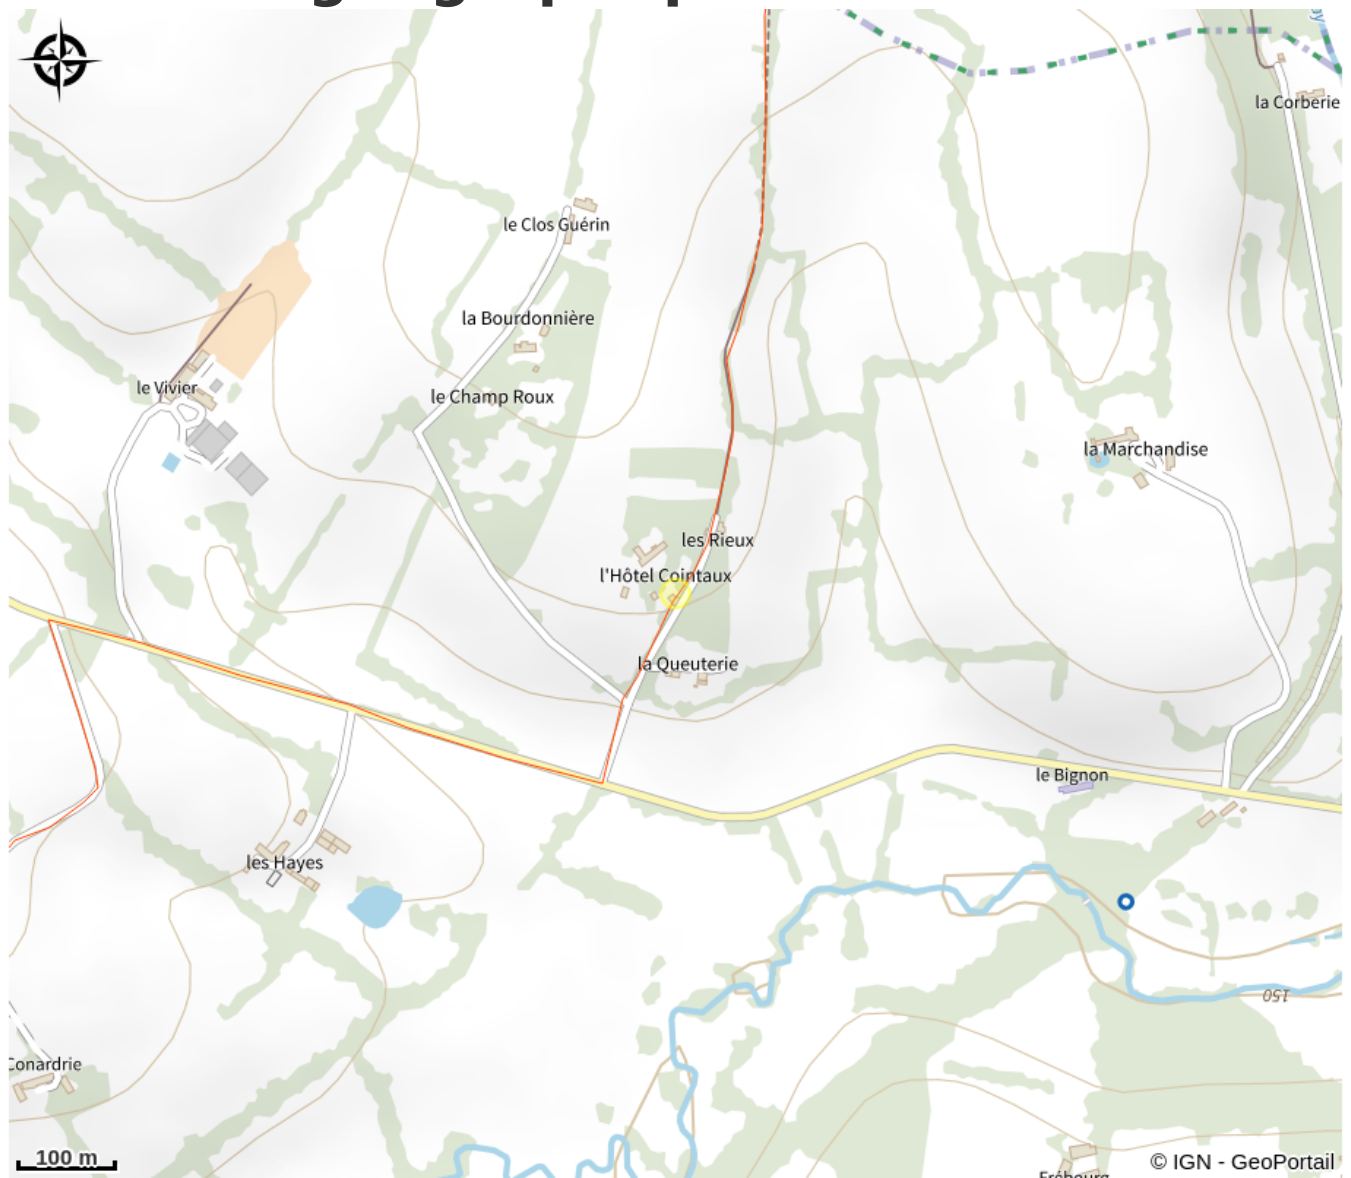 la Corberie
le Clos Guérin
la Bourdonnière
le Vivier
le Champ Roux
la Marchandise
les Rieux
l'Hôtel Cointaux
la Queuterie
le Bignon
les Hayes
150
Conardrie
100 m
© IGN - GeoPortail